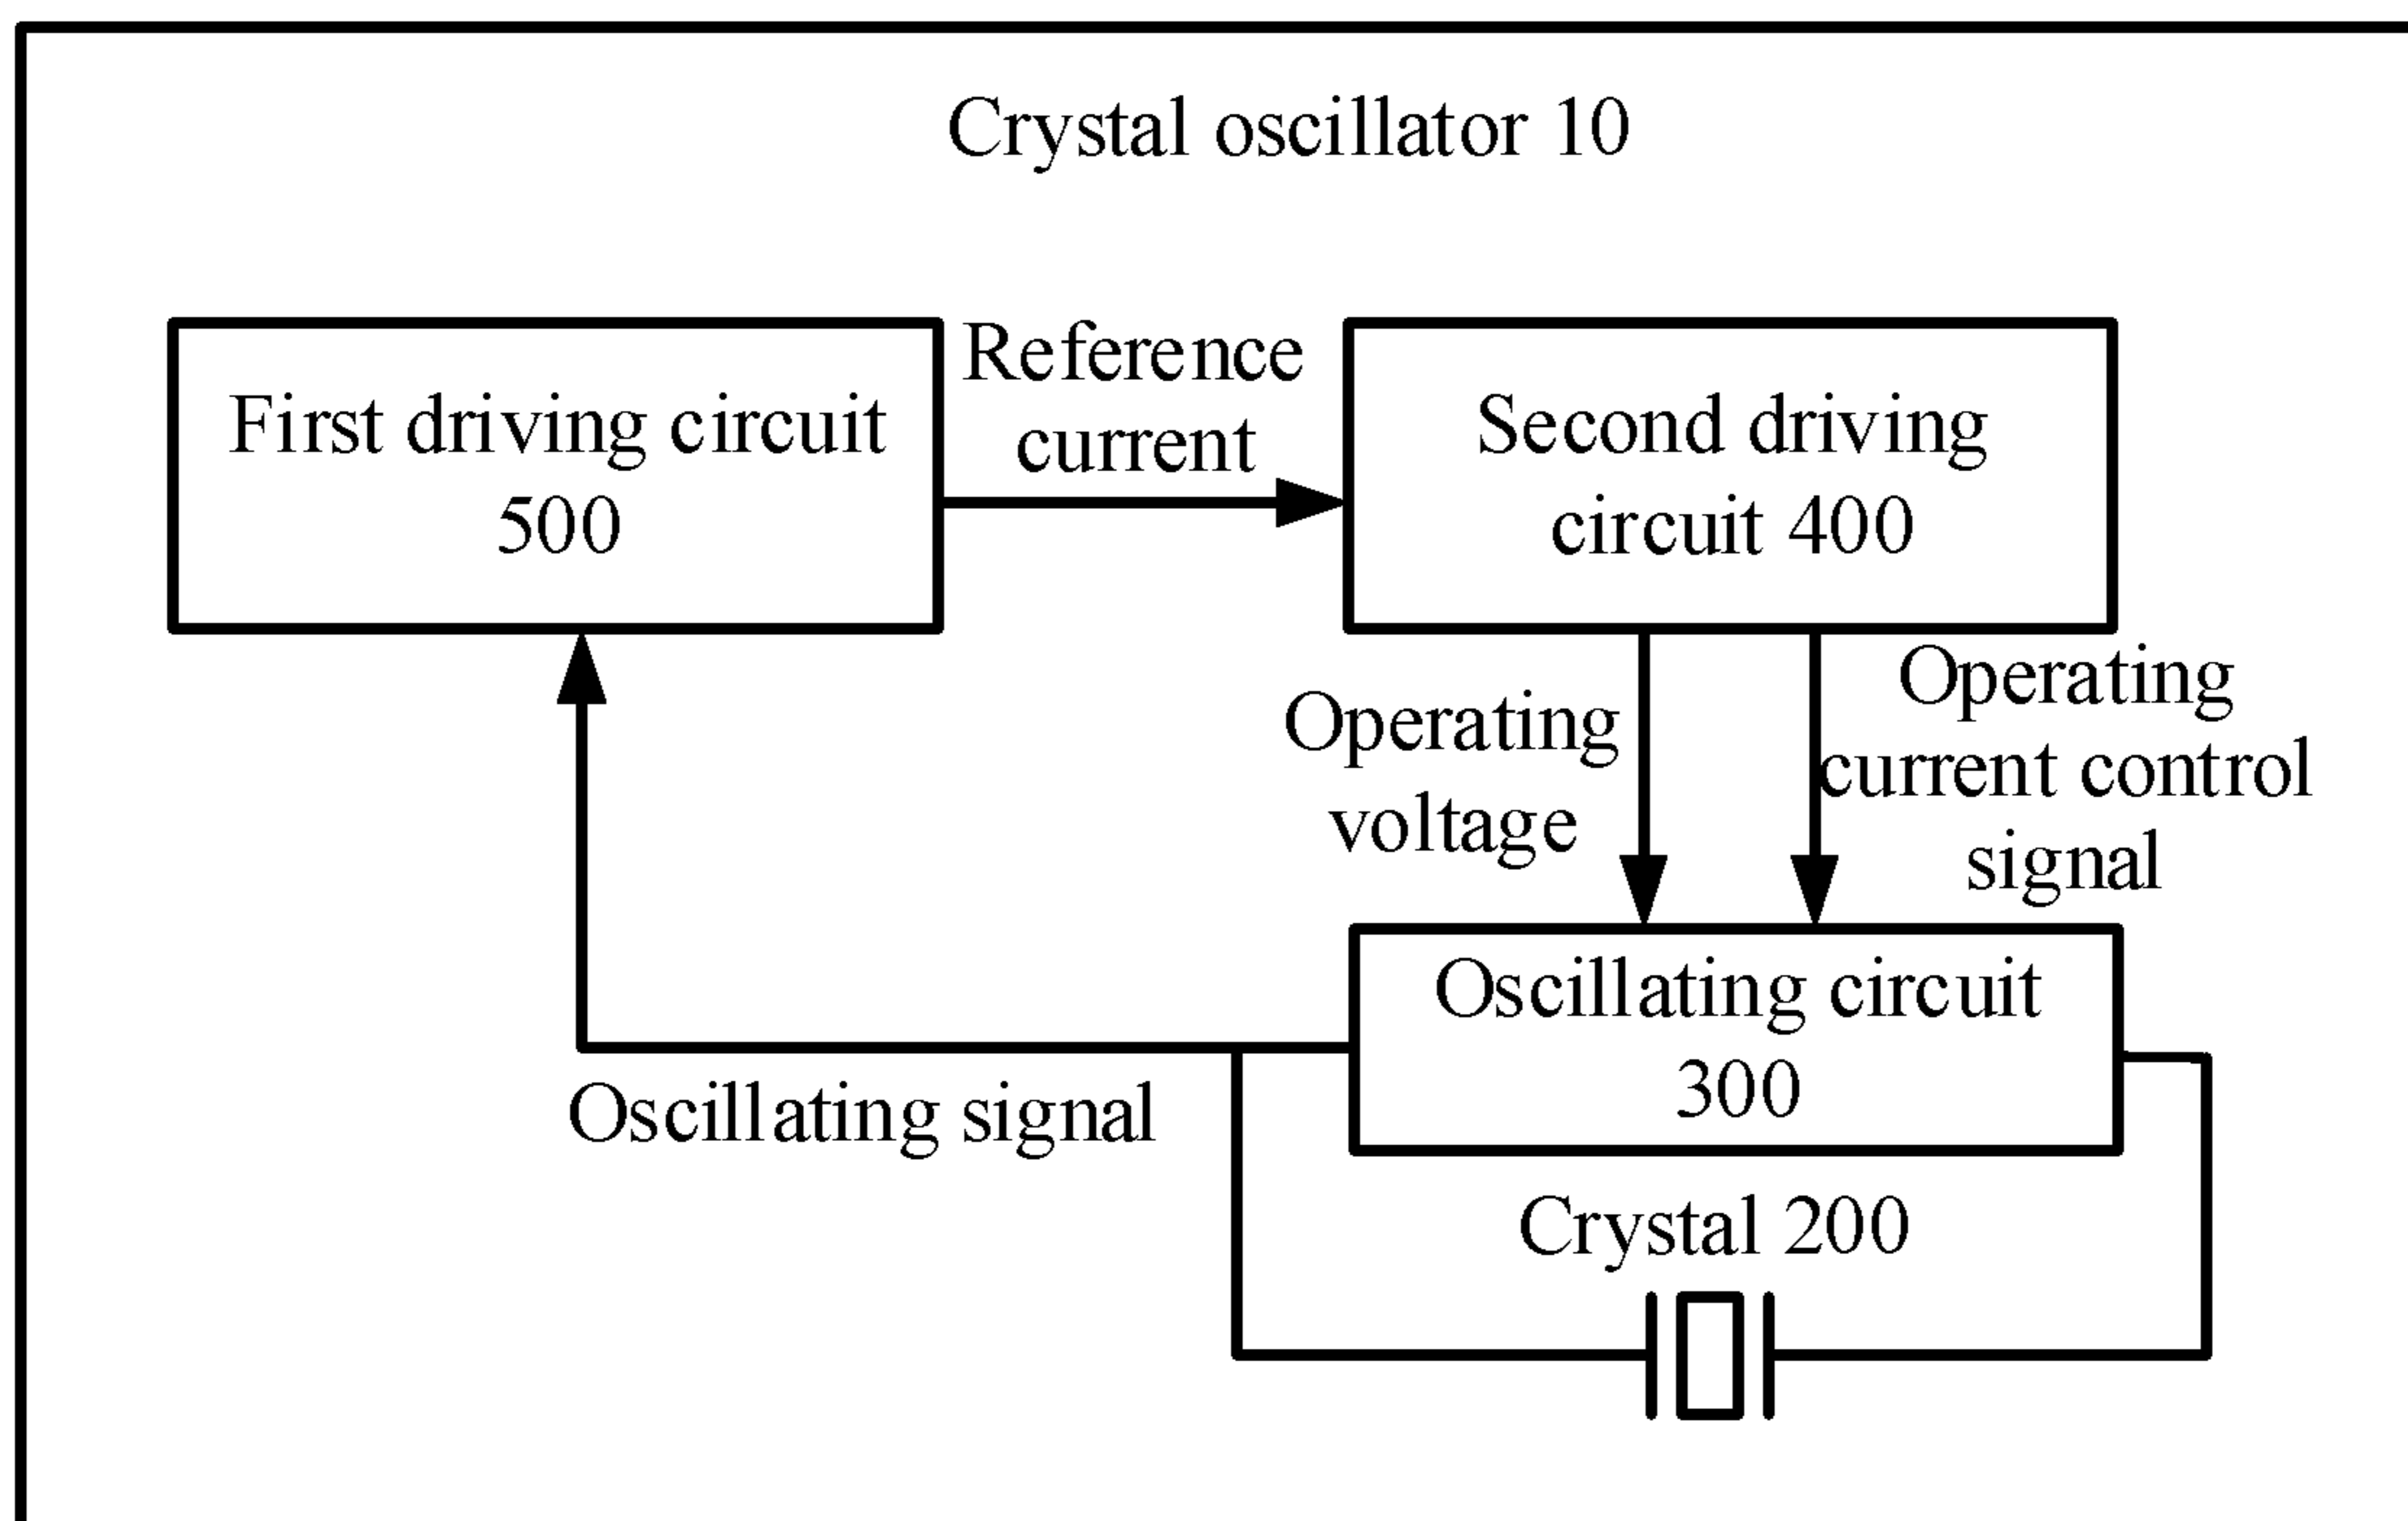 Crystal oscillator 10
First driving circuit
500
Reference
current
Second driving
circuit 400
Operating
voltage
Operating
current control
signal
Oscillating circuit
300
Oscillating signal
Crystal 200